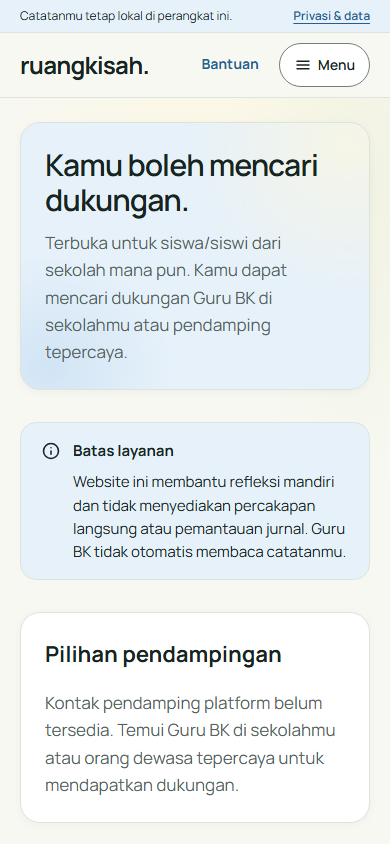 Catatanmu tetap lokal di perangkat ini. Privasi & data
ruangkisah. Bantuan Menu
Kamu boleh mencari
dukungan.
Terbuka untuk siswa/siswi dari
sekolah mana pun. Kamu dapat
mencari dukungan Guru BK di
sekolahmu atau pendamping
tepercaya.
Batas layanan
Website ini membantu refleksi mandiri
dan tidak menyediakan percakapan
langsung atau pemantauan jurnal. Guru
BK tidak otomatis membaca catatanmu.
Pilihan pendampingan
Kontak pendamping platform belum
tersedia. Temui Guru BK di sekolahmu
atau orang dewasa tepercaya untuk
mendapatkan dukungan.